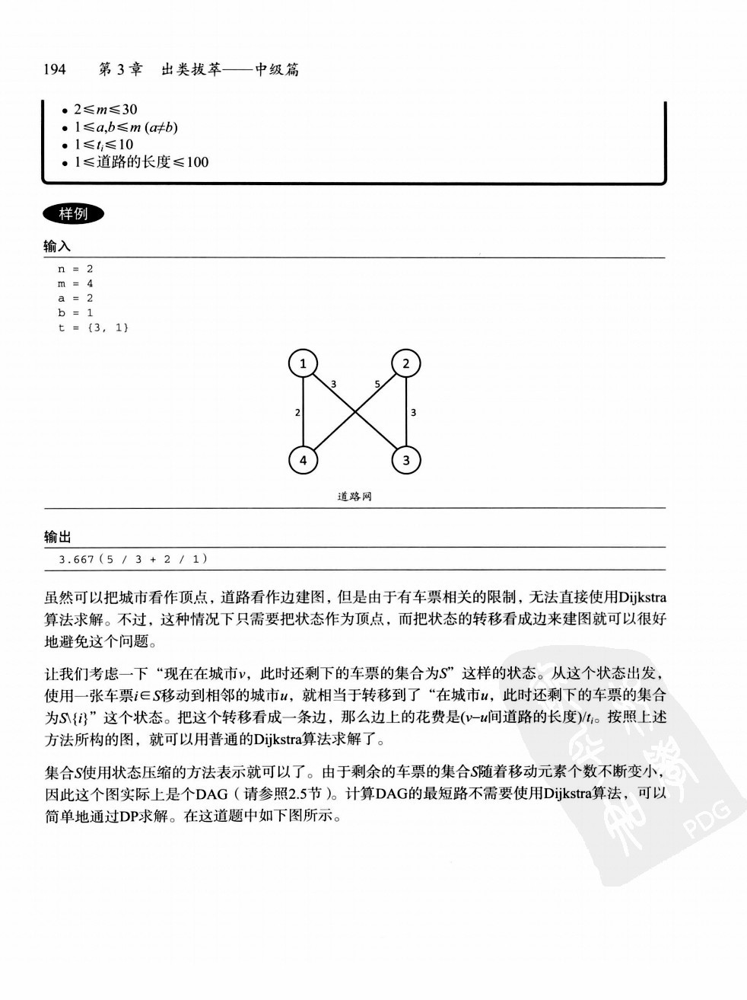 194 第 3 章 出类拔萃——中级篇
• 2≤m≤30
• 1≤a,b≤m (a≠b)
• 1≤tᵢ≤10
• 1≤道路的长度≤100
样例
输入
n = 2
m = 4
a = 2
b = 1
t = {3, 1}
1 2
3 5
2 3
4 3
道路网
输出
3.667(5 / 3 + 2 / 1)
虽然可以把城市看作顶点，道路看作边建图，但是由于有车票相关的限制，无法直接使用Dijkstra
算法求解。不过，这种情况下只需要把状态作为顶点，而把状态的转移看成边来建图就可以很好
地避免这个问题。
让我们考虑一下“现在在城市v，此时还剩下的车票的集合为S”这样的状态。从这个状态出发，
使用一张车票i∈S移动到相邻的城市u，就相当于转移到了“在城市u，此时还剩下的车票的集合
为S\{i}”这个状态。把这个转移看成一条边，那么边上的花费是(v–u间道路的长度)/tᵢ。按照上述
方法所构的图，就可以用普通的Dijkstra算法求解了。
集合S使用状态压缩的方法表示就可以了。由于剩余的车票的集合S随着移动元素个数不断变小，
因此这个图实际上是个DAG（请参照2.5节）。计算DAG的最短路不需要使用Dijkstra算法，可以
简单地通过DP求解。在这道题中如下图所示。
PDG